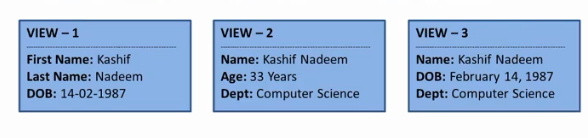 VIEW – 1
First Name: Kashif
Last Name: Nadeem
DOB: 14-02-1987
VIEW – 2
Name: Kashif Nadeem
Age: 33 Years
Dept: Computer Science
VIEW – 3
Name: Kashif Nadeem
DOB: February 14, 1987
Dept: Computer Science